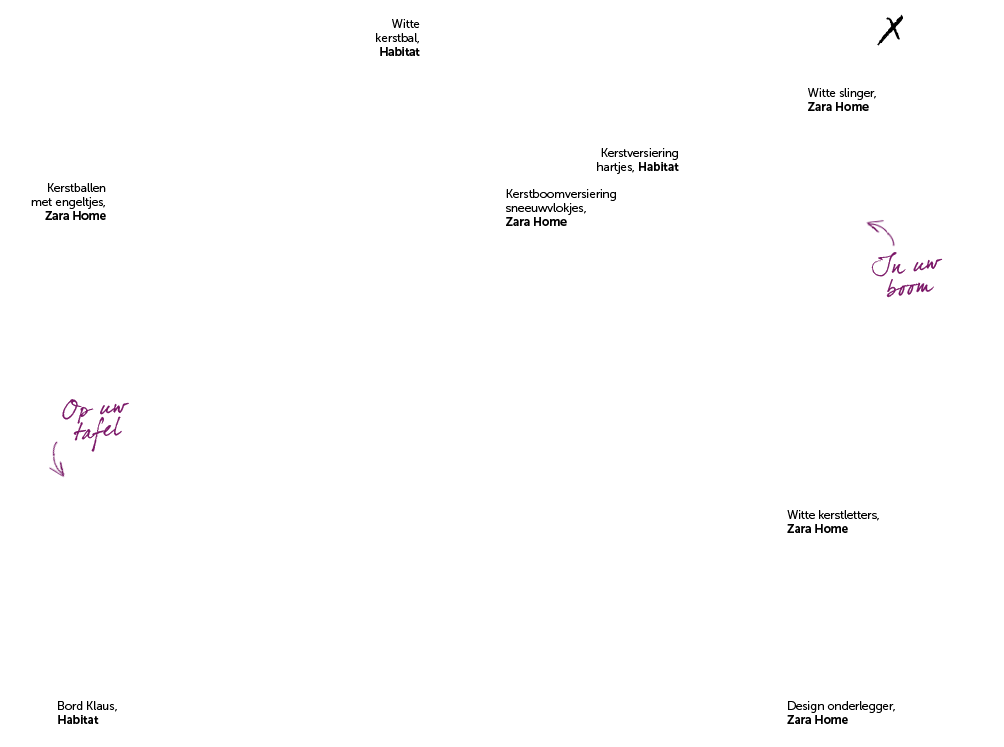 Witte
kerstbal,
Habitat
X
Witte slinger,
Zara Home
Kerstversiering
hartjes, Habitat
Kerstballen
met engeltjes,
Zara Home
Kerstboomversiering
sneeuwvlokjes,
Zara Home
In uw
boom
Op uw
tafel
Witte kerstletters,
Zara Home
Bord Klaus,
Habitat
Design onderlegger,
Zara Home